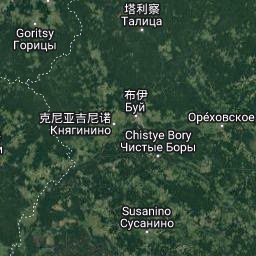 塔利察
Талица
Goritsy
Горицы
布伊
Буй
克尼亚吉尼诺
Княгинино
Ореховское
Chistye Bory
Чистые Боры
Susanino
Сусанино